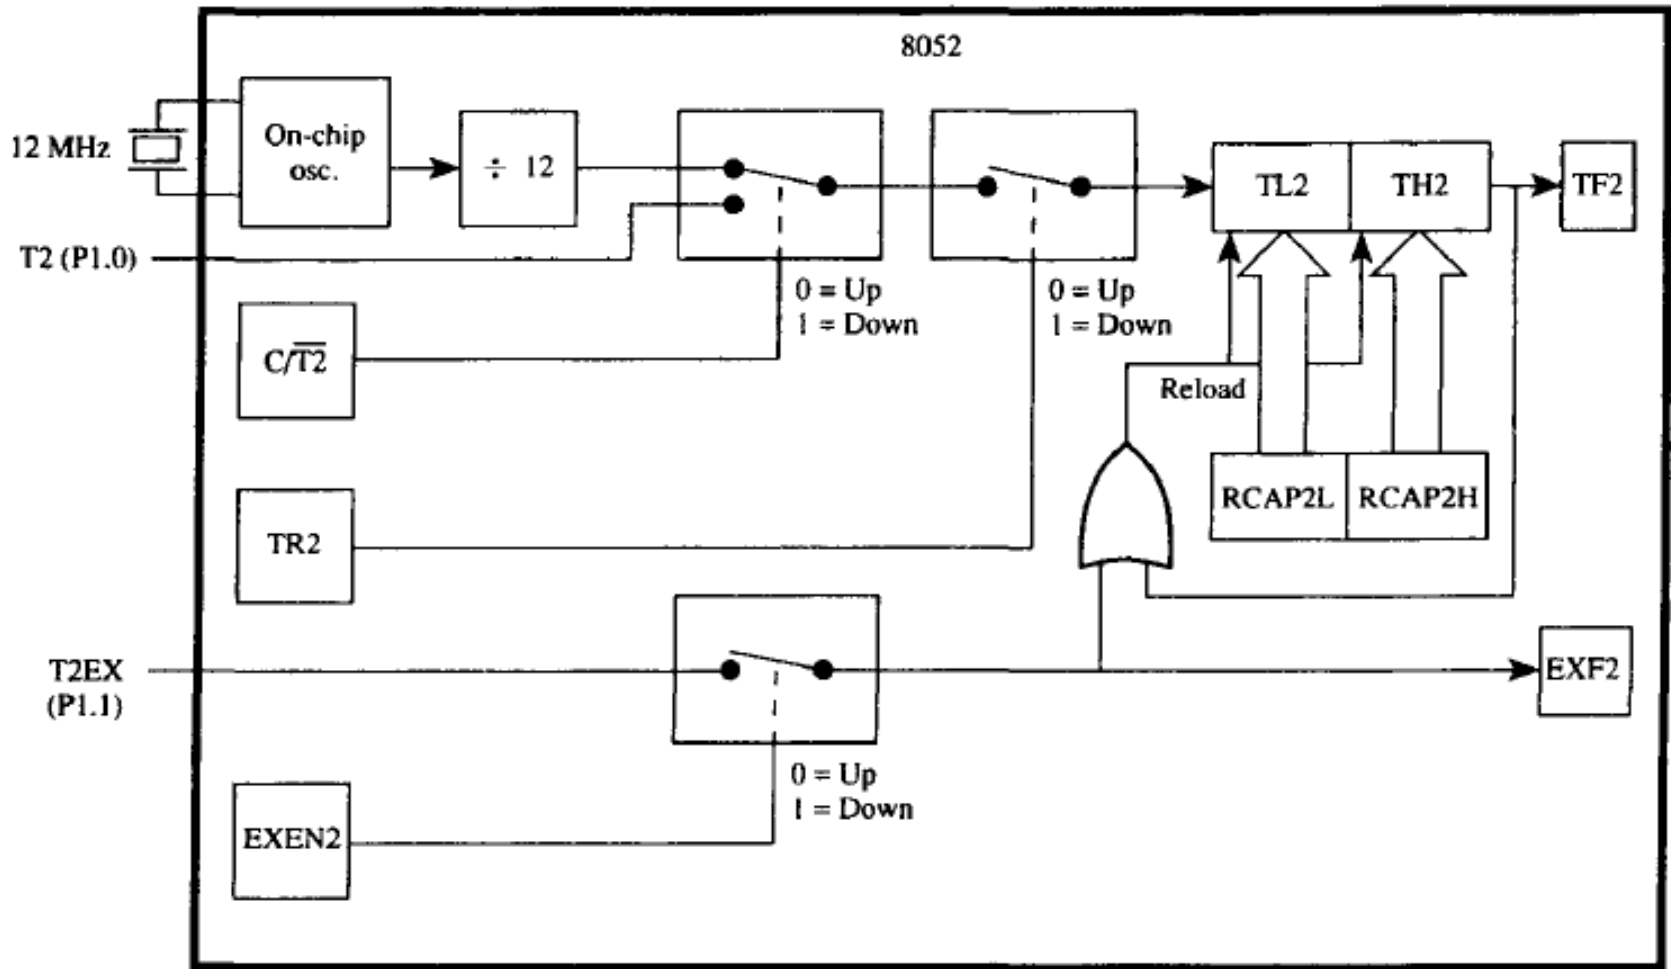 8052
12 MHz
On-chip
osc.
÷ 12
TL2
TH2
TF2
T2 (P1.0)
0 = Up
1 = Down
0 = Up
1 = Down
C/T̅2̅
Reload
RCAP2L
RCAP2H
TR2
T2EX
(P1.1)
EXF2
0 = Up
1 = Down
EXEN2